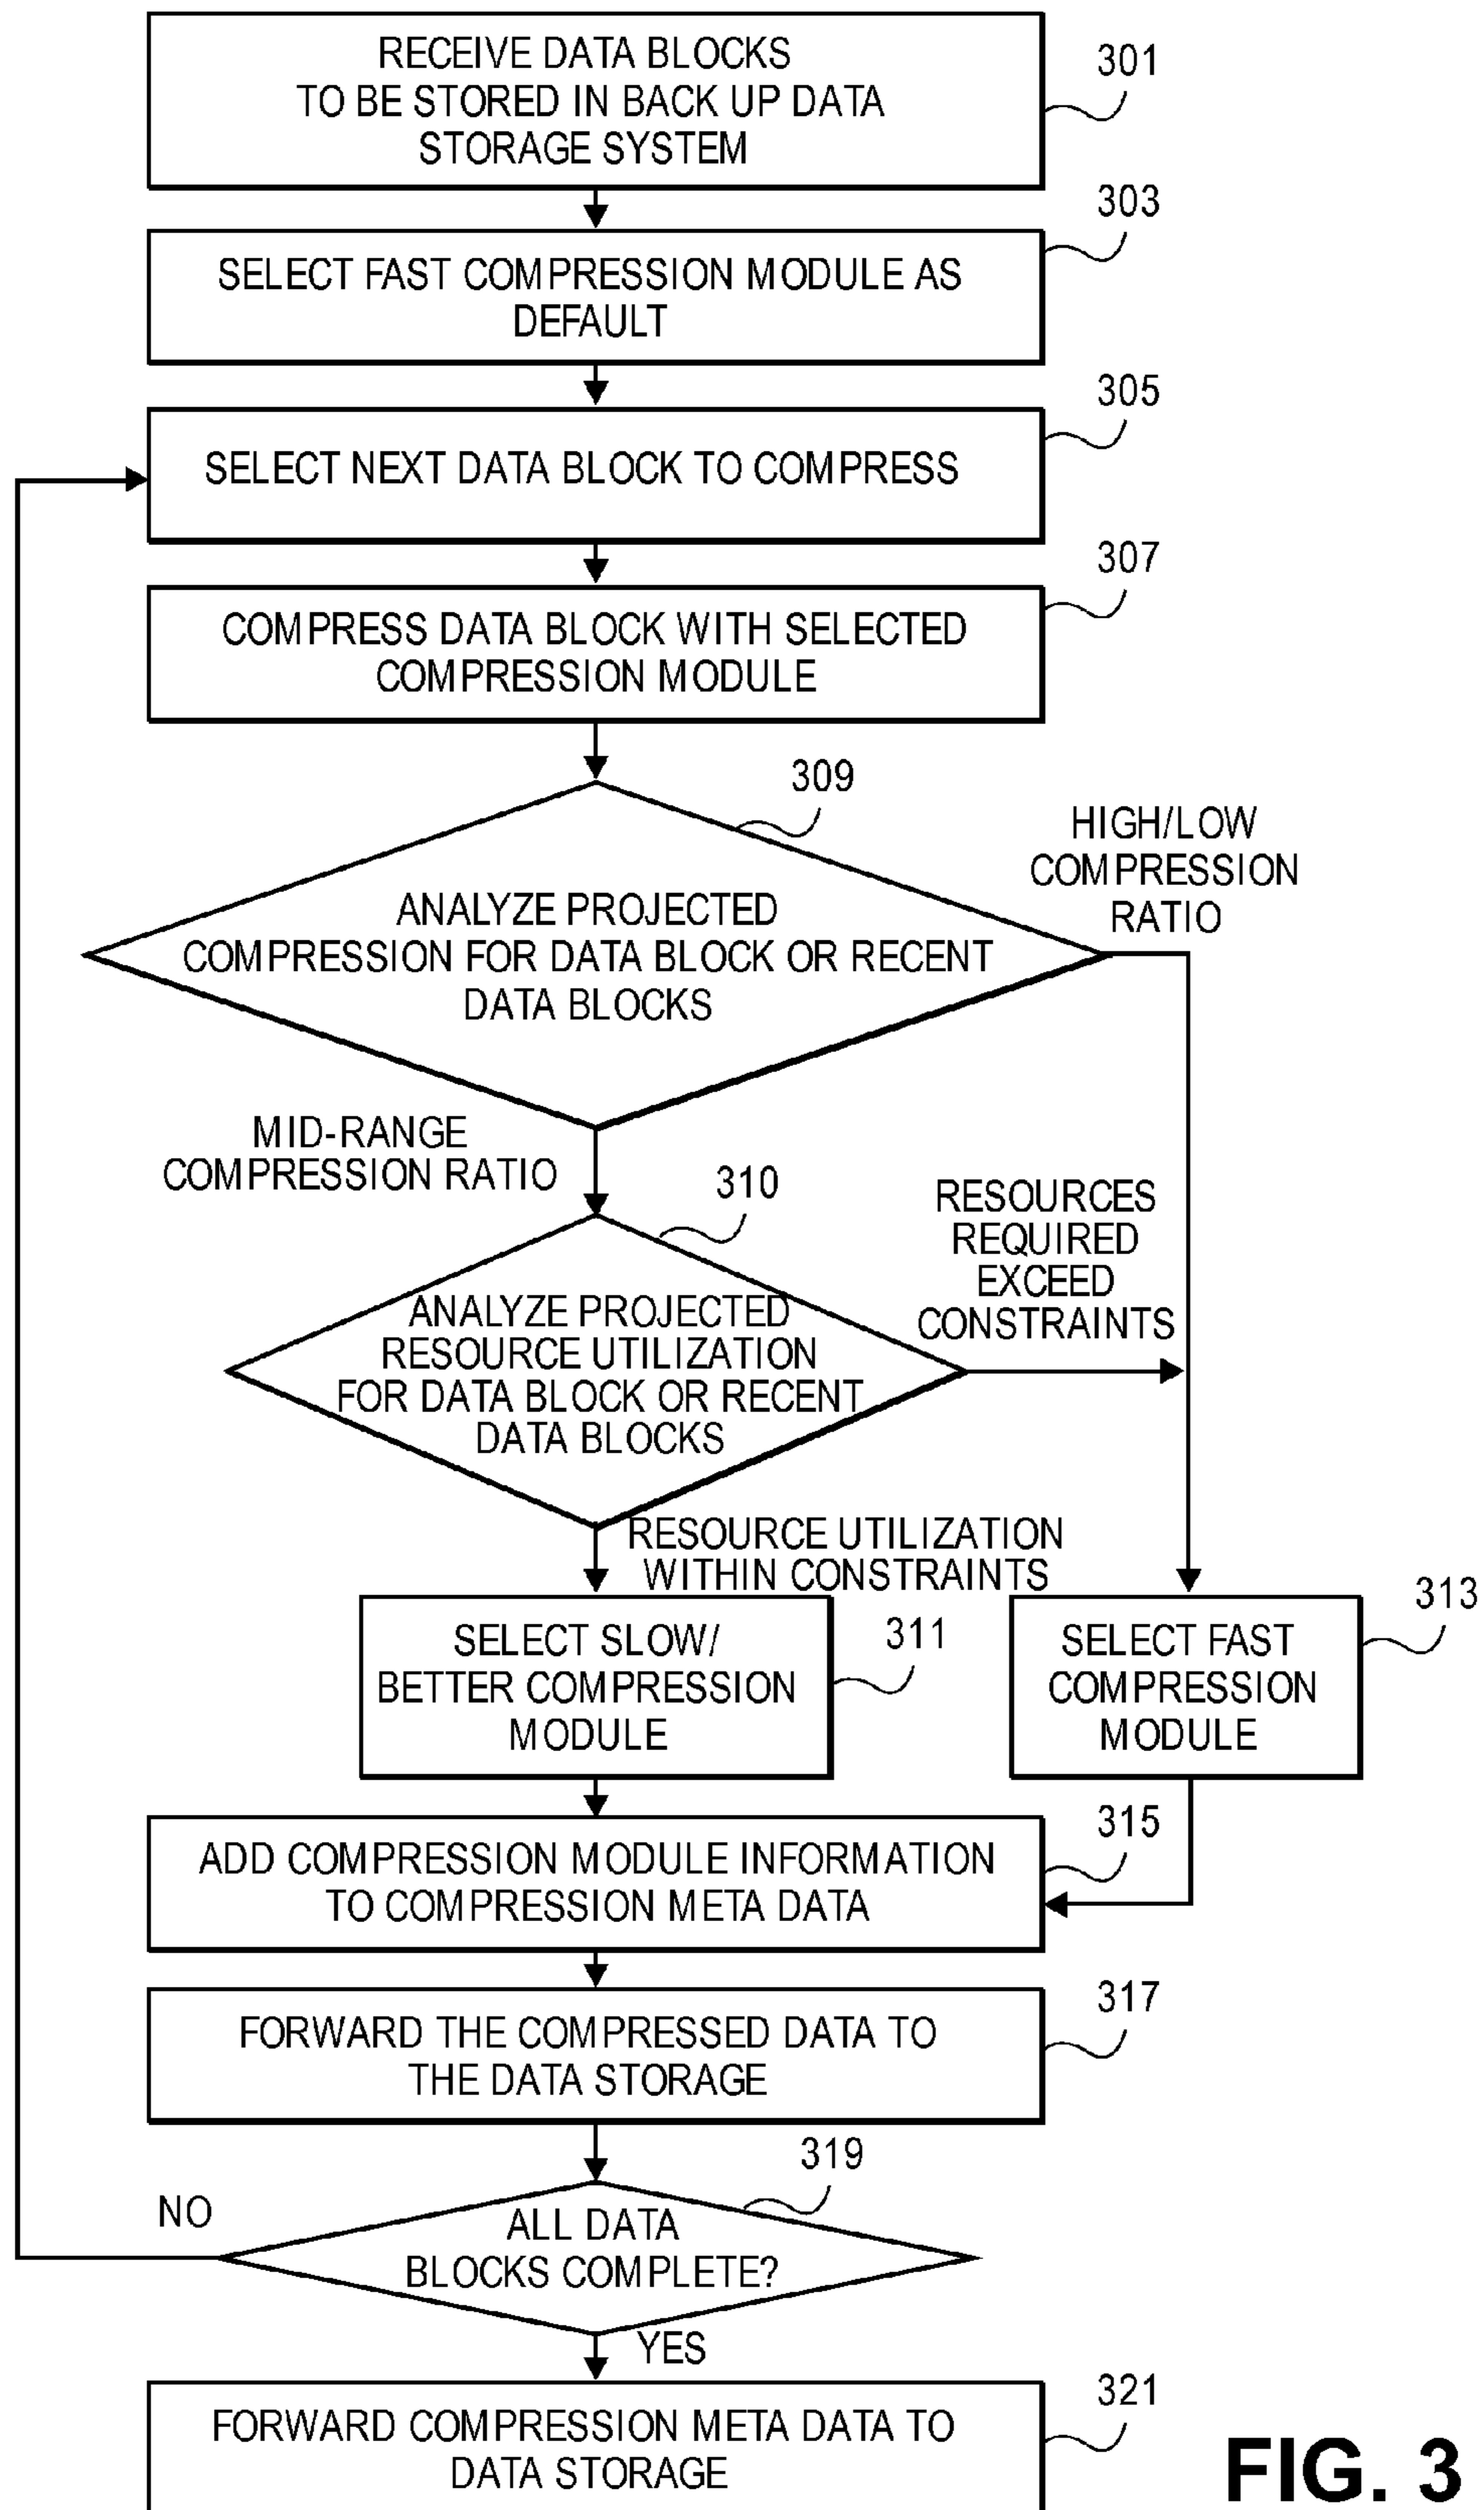 RECEIVE DATA BLOCKS
TO BE STORED IN BACK UP DATA
STORAGE SYSTEM
301
303
SELECT FAST COMPRESSION MODULE AS
DEFAULT
305
SELECT NEXT DATA BLOCK TO COMPRESS
307
COMPRESS DATA BLOCK WITH SELECTED
COMPRESSION MODULE
309
HIGH/LOW
COMPRESSION
RATIO
ANALYZE PROJECTED
COMPRESSION FOR DATA BLOCK OR RECENT
DATA BLOCKS
MID-RANGE
COMPRESSION RATIO
310
RESOURCES
REQUIRED
EXCEED
CONSTRAINTS
ANALYZE PROJECTED
RESOURCE UTILIZATION
FOR DATA BLOCK OR RECENT
DATA BLOCKS
RESOURCE UTILIZATION
WITHIN CONSTRAINTS
SELECT SLOW/
BETTER COMPRESSION
MODULE
311
SELECT FAST
COMPRESSION
MODULE
313
315
ADD COMPRESSION MODULE INFORMATION
TO COMPRESSION META DATA
317
FORWARD THE COMPRESSED DATA TO
THE DATA STORAGE
319
NO
ALL DATA
BLOCKS COMPLETE?
YES
321
FORWARD COMPRESSION META DATA TO
DATA STORAGE
FIG. 3